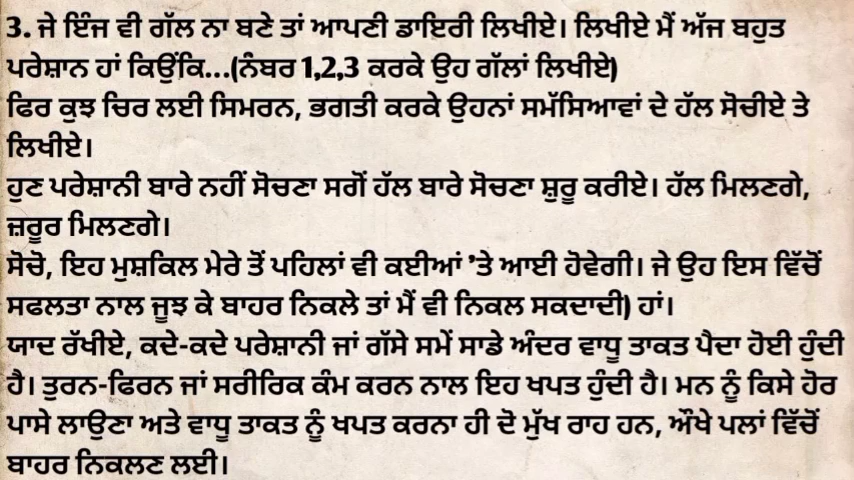 3. ਜੇ ਇੰਜ ਵੀ ਗੱਲ ਨਾ ਬਣੇ ਤਾਂ ਆਪਣੀ ਡਾਇਰੀ ਲਿਖੀਏ। ਲਿਖੀਏ ਮੈਂ ਅੱਜ ਬਹੁਤ
ਪਰੇਸ਼ਾਨ ਹਾਂ ਕਿਉਂਕਿ...(ਨੰਬਰ 1,2,3 ਕਰਕੇ ਉਹ ਗੱਲਾਂ ਲਿਖੀਏ)
ਫਿਰ ਕੁਝ ਚਿਰ ਲਈ ਸਿਮਰਨ, ਭਗਤੀ ਕਰਕੇ ਉਹਨਾਂ ਸਮੱਸਿਆਵਾਂ ਦੇ ਹੱਲ ਸੋਚੀਏ ਤੇ
ਲਿਖੀਏ।
ਹੁਣ ਪਰੇਸ਼ਾਨੀ ਬਾਰੇ ਨਹੀਂ ਸੋਚਣਾ ਸਗੋਂ ਹੱਲ ਬਾਰੇ ਸੋਚਣਾ ਸ਼ੁਰੂ ਕਰੀਏ। ਹੱਲ ਮਿਲਣਗੇ,
ਜ਼ਰੂਰ ਮਿਲਣਗੇ।
ਸੋਚੋ, ਇਹ ਮੁਸ਼ਕਿਲ ਮੇਰੇ ਤੋਂ ਪਹਿਲਾਂ ਵੀ ਕਈਆਂ 'ਤੇ ਆਈ ਹੋਵੇਗੀ। ਜੇ ਉਹ ਇਸ ਵਿੱਚੋਂ
ਸਫਲਤਾ ਨਾਲ ਜੂਝ ਕੇ ਬਾਹਰ ਨਿਕਲੇ ਤਾਂ ਮੈਂ ਵੀ ਨਿਕਲ ਸਕਦਾਦੀ) ਹਾਂ।
ਯਾਦ ਰੱਖੀਏ, ਕਦੇ-ਕਦੇ ਪਰੇਸ਼ਾਨੀ ਜਾਂ ਗੱਸੇ ਸਮੇਂ ਸਾਡੇ ਅੰਦਰ ਵਾਧੂ ਤਾਕਤ ਪੈਦਾ ਹੋਈ ਹੁੰਦੀ
ਹੈ। ਤੁਰਨ-ਫਿਰਨ ਜਾਂ ਸਰੀਰਿਕ ਕੰਮ ਕਰਨ ਨਾਲ ਇਹ ਖਪਤ ਹੁੰਦੀ ਹੈ। ਮਨ ਨੂੰ ਕਿਸੇ ਹੋਰ
ਪਾਸੇ ਲਾਉਣਾ ਅਤੇ ਵਾਧੂ ਤਾਕਤ ਨੂੰ ਖਪਤ ਕਰਨਾ ਹੀ ਦੋ ਮੁੱਖ ਰਾਹ ਹਨ, ਔਖੇ ਪਲਾਂ ਵਿੱਚੋਂ
ਬਾਹਰ ਨਿਕਲਣ ਲਈ।